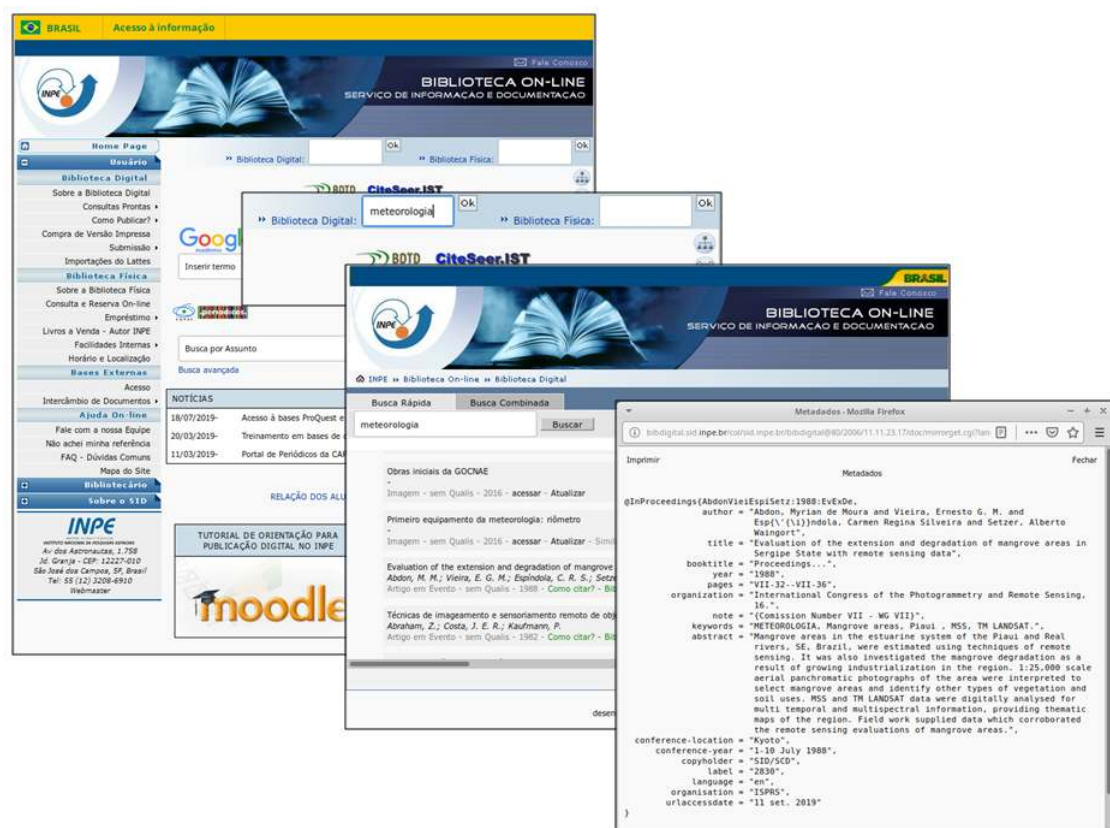 BRASIL Acesso à informação
Fale Conosco
INPE
BIBLIOTECA ON-LINE
SERVIÇO DE INFORMAÇÃO E DOCUMENTAÇÃO
Home Page
Usuário
Biblioteca Digital
Sobre a Biblioteca Digital
Consultas Prontas
Como Publicar?
Compra de Versão Impressa
Submissão
Importações do Lattes
Biblioteca Física
Sobre a Biblioteca Física
Consulta e Reserva On-line
Empréstimo
Livros a Venda - Autor INPE
Facilidades Internas
Horário e Localização
Bases Externas
Acesso
Intercâmbio de Documentos
Ajuda On-line
Fale com a nossa Equipe
Não achei minha referência
FAQ - Dúvidas Comuns
Mapa do Site
Bibliotecário
Sobre o SID
INPE
INSTITUTO NACIONAL DE PESQUISAS ESPACIAIS
Av dos Astronautas, 1.758
Jd. Granja - CEP: 12227-010
São José dos Campos, SP, Brasil
Tel: 55 (12) 3208-6910
Webmaster
» Biblioteca Digital: Ok » Biblioteca Física: Ok
BDTD CiteSeer.IST
Goog
Inserir termo
Busca por Assunto
Busca avançada
NOTÍCIAS
18/07/2019- Acesso à bases ProQuest e
20/03/2019- Treinamento em bases de
11/03/2019- Portal de Periódicos da CAP
RELAÇÃO DOS ALU
TUTORIAL DE ORIENTAÇÃO PARA
PUBLICAÇÃO DIGITAL NO INPE
moodle
» Biblioteca Digital: meteorologia Ok » Biblioteca Física: Ok
BDTD CiteSeer.IST
BRASIL
Fale Conosco
INPE
BIBLIOTECA ON-LINE
SERVIÇO DE INFORMAÇÃO E DOCUMENTAÇÃO
INPE » Biblioteca On-line » Biblioteca Digital
Busca Rápida Busca Combinada
meteorologia Buscar
Obras iniciais da GOCNAE
-
Imagem - sem Qualis - 2016 - acessar - Atualizar
Primeiro equipamento da meteorologia: riômetro
-
Imagem - sem Qualis - 2016 - acessar - Atualizar - Simil
Evaluation of the extension and degradation of mangrove
Abdon, M. M.; Vieira, E. G. M.; Espíndola, C. R. S.; Setze
Artigo em Evento - sem Qualis - 1988 - Como citar? - Bib
Técnicas de imageamento e sensoriamento remoto de obj
Abraham, Z.; Costa, J. E. R.; Kaufmann, P.
Artigo em Evento - sem Qualis - 1982 - Como citar? - Bib
desen
Metadados - Mozilla Firefox
bibdigital.sid.inpe.br/col/sid.inpe.br/bibdigital@80/2006/11.11.23.17/doc/mirrorget.cgi?lan
Imprimir Fechar
Metadados
@InProceedings{AbdonVieiEspiSetz:1988:EvExDe,
author = "Abdon, Myrian de Moura and Vieira, Ernesto G. M. and
Esp{\'{\i}}ndola, Carmen Regina Silveira and Setzer, Alberto
Waingort",
title = "Evaluation of the extension and degradation of mangrove areas in
Sergipe State with remote sensing data",
booktitle = "Proceedings...",
year = "1988",
pages = "VII-32--VII-36",
organization = "International Congress of the Photogrammetry and Remote Sensing,
16.",
note = "{Comission Number VII - WG VII}",
keywords = "METEOROLOGIA, Mangrove areas, Piaui , MSS, TM LANDSAT.",
abstract = "Mangrove areas in the estuarine system of the Piaui and Real
rivers, SE, Brazil, were estimated using techniques of remote
sensing. It was also investigated the mangrove degradation as a
result of growing industrialization in the region. 1:25,000 scale
aerial panchromatic photographs of the area were interpreted to
select mangrove areas and identify other types of vegetation and
soil uses. MSS and TM LANDSAT data were digitally analysed for
multi temporal and multispectral information, providing thematic
maps of the region. Field work supplied data which corroborated
the remote sensing evaluations of mangrove areas.",
conference-location = "Kyoto",
conference-year = "1-10 July 1988",
copyholder = "SID/SCD",
label = "2830",
language = "en",
organisation = "ISPRS",
urlaccessdate = "11 set. 2019"
}